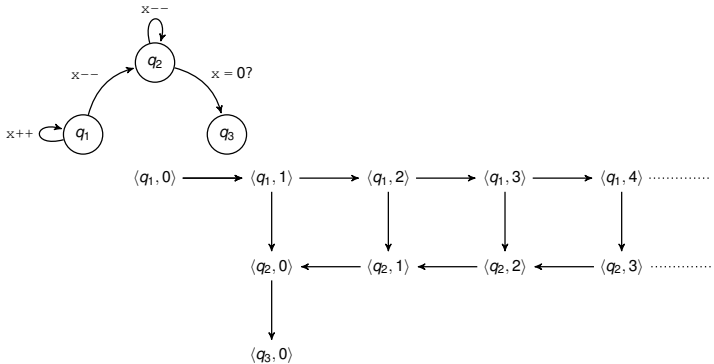 x--
q2
x--
x = 0?
x++
q1
q3
⟨q1, 0⟩ ⟨q1, 1⟩ ⟨q1, 2⟩ ⟨q1, 3⟩ ⟨q1, 4⟩
⟨q2, 0⟩ ⟨q2, 1⟩ ⟨q2, 2⟩ ⟨q2, 3⟩
⟨q3, 0⟩